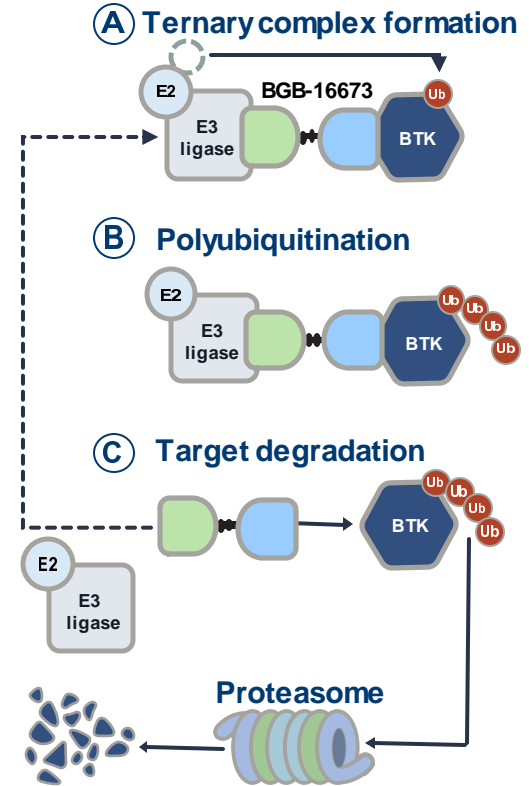 A Ternary complex formation
E2
BGB-16673
Ub
E3
ligase
BTK
B Polyubiquitination
E2
Ub
Ub
Ub
Ub
E3
ligase
BTK
C Target degradation
Ub
Ub
Ub
Ub
BTK
E2
E3
ligase
Proteasome